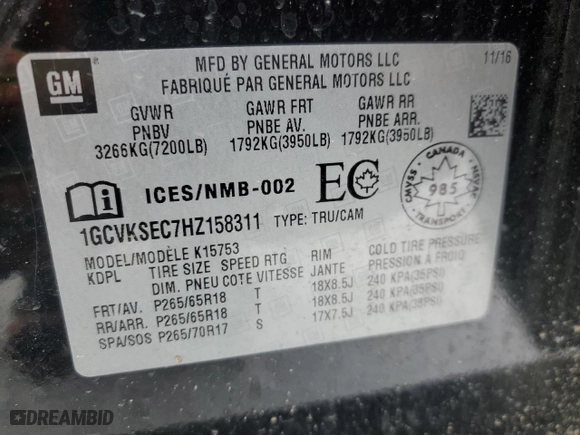 GM
MFD BY GENERAL MOTORS LLC
FABRIQUÉ PAR GENERAL MOTORS LLC
11/16
GVWR GAWR FRT GAWR RR
PNBV PNBE AV. PNBE ARR.
3266KG(7200LB) 1792KG(3950LB) 1792KG(3950LB)
ICES/NMB-002 EC
CANADA
CMVSS 985 NSVAC
1GCVKSEC7HZ158311 TYPE: TRU/CAM
MODEL/MODÈLE K15753
KDPL TIRE SIZE SPEED RTG RIM COLD TIRE PRESSURE
DIM. PNEU COTE VITESSE JANTE PRESSION A FROID
FRT/AV. P265/65R18 T 18X8.5J 240 KPA(35PSI)
RR/ARR. P265/65R18 T 18X8.5J 240 KPA(35PSI)
SPA/SOS P265/70R17 S 17X7.5J 240 KPA(35PSI)
DREAMBID